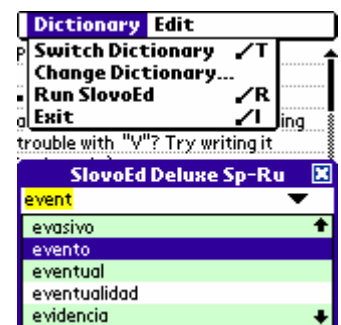 Dictionary Edit
Switch Dictionary /T
Change Dictionary...
Run SlovoEd /R
Exit /I ing
trouble with "V"? Try writing it
SlovoEd Deluxe Sp-Ru
event
evasivo
evento
eventual
eventualidad
evidencia